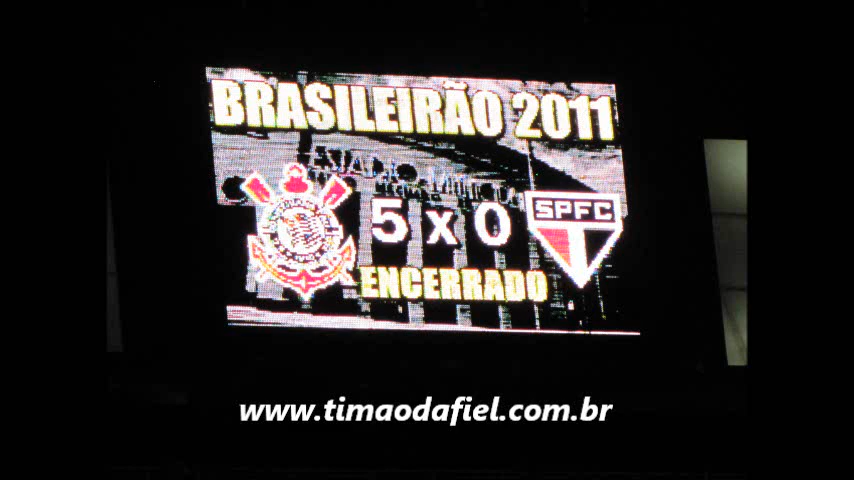 BRASILEIRÃO 2011
5 x 0
SPFC
ENCERRADO
www.timaodafiel.com.br